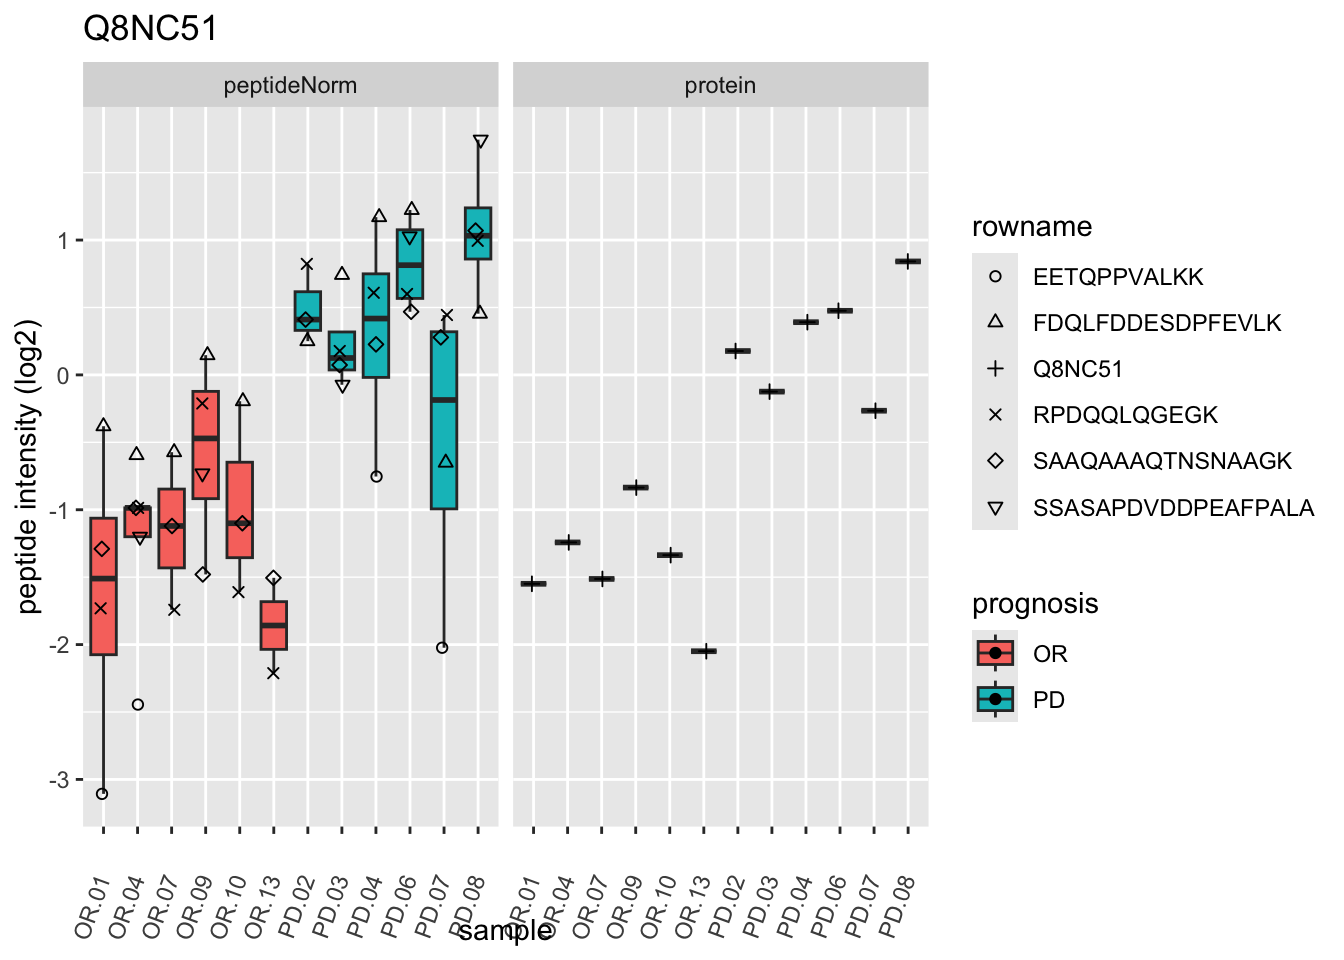 Q8NC51
peptideNorm
protein
peptide intensity (log2)
1
0
-1
-2
-3
OR.01
OR.04
OR.07
OR.09
OR.10
OR.13
PD.02
PD.03
PD.04
PD.06
PD.07
PD.08
OR.01
OR.04
OR.07
OR.09
OR.10
OR.13
PD.02
PD.03
PD.04
PD.06
PD.07
PD.08
sample
rowname
EETQPPVALKK
FDQLFDDESDPFEVLK
Q8NC51
RPDQQLQGEGK
SAAQAAAQTNSNAAGK
SSASAPDVDDPEAFPALA
prognosis
OR
PD